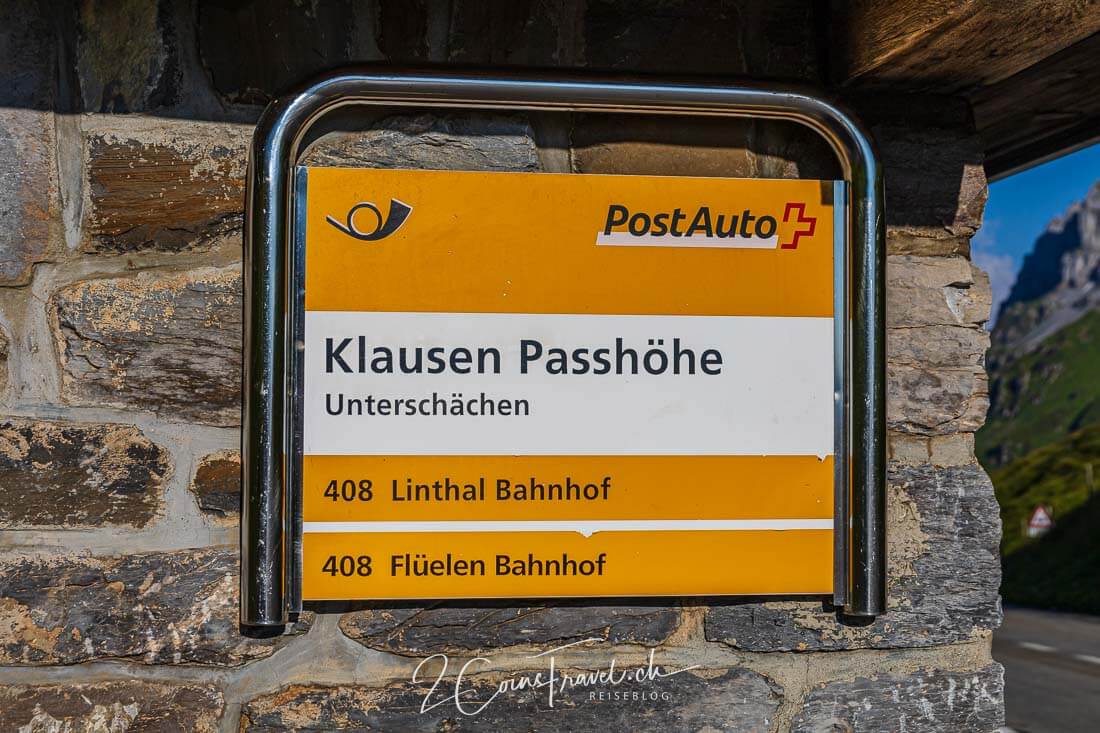 PostAuto
Klausen Passhöhe
Unterschächen
408 Linthal Bahnhof
408 Flüelen Bahnhof
2CoinsTravel.ch
REISEBLOG